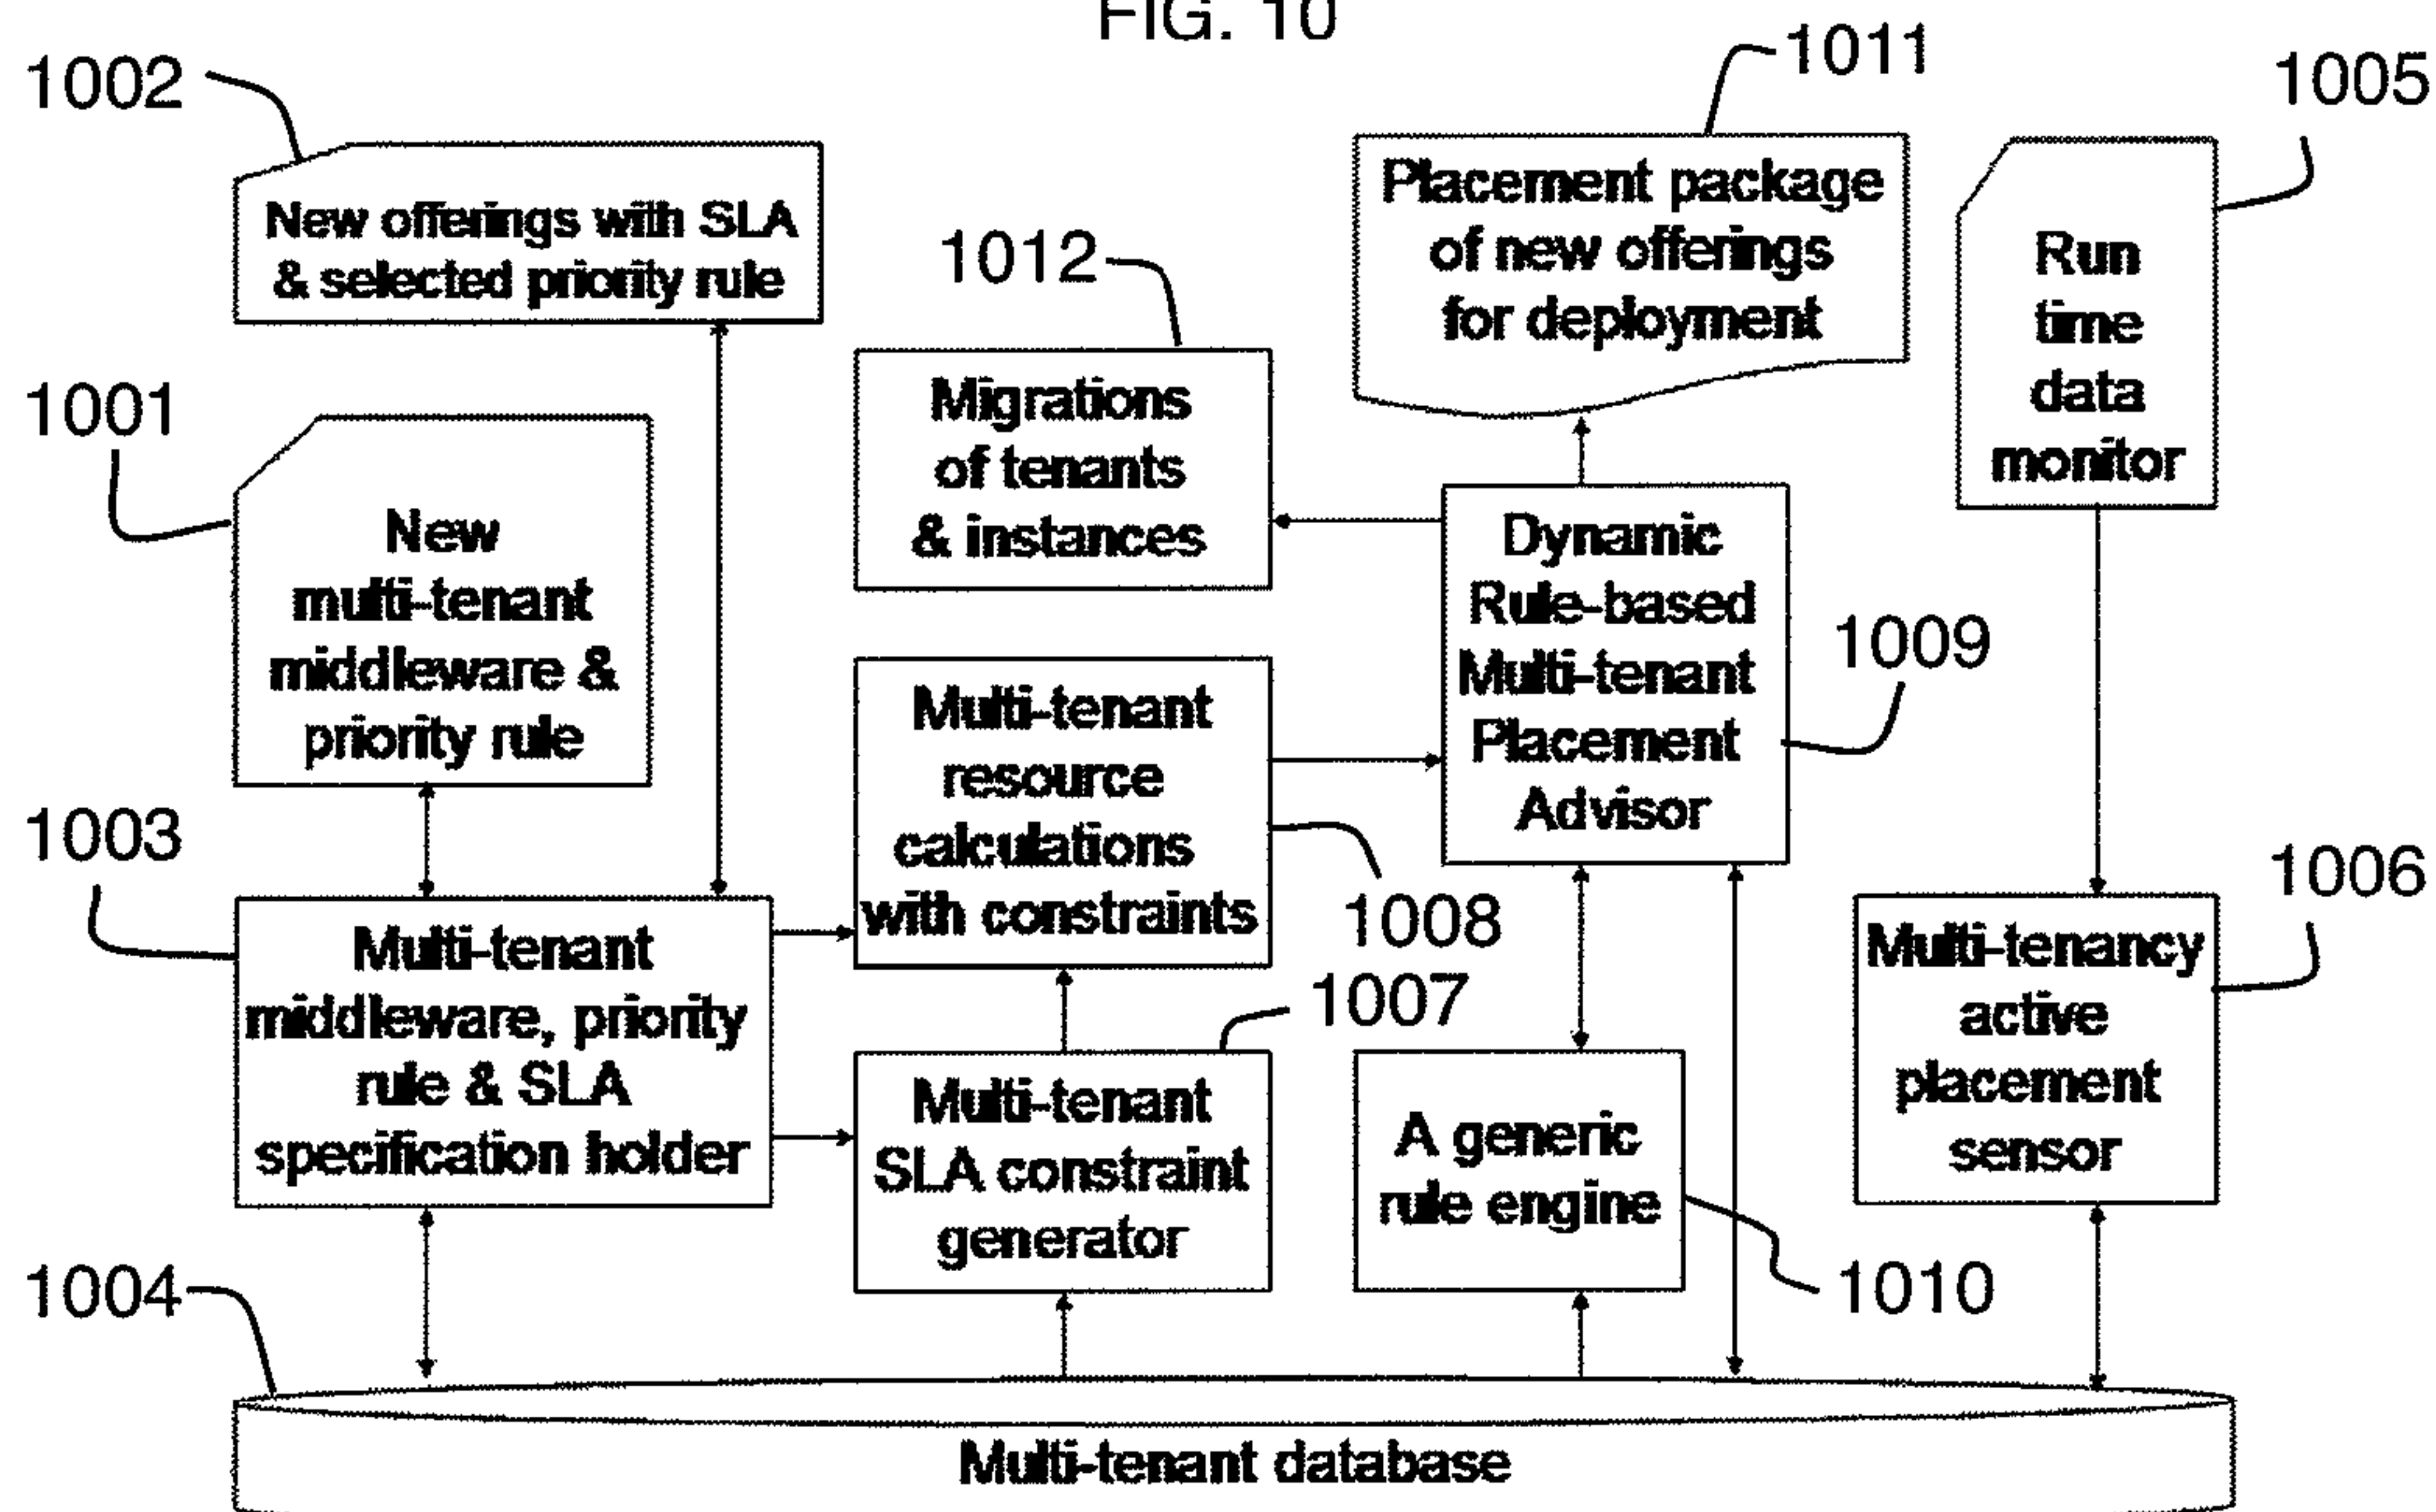 FIG. 10
1002
New offerings with SLA
& selected priority rule
1001
New
multi-tenant
middleware &
priority rule
1003
Multi-tenant
middleware, priority
rule & SLA
specification holder
1004
1012
Migrations
of tenants
& instances
Multi-tenant
resource
calculations
with constraints
1008
1007
Multi-tenant
SLA constraint
generator
1011
Placement package
of new offerings
for deployment
Dynamic
Rule-based
Multi-tenant
Placement
Advisor
1009
A generic
rule engine
1010
1005
Run
time
data
monitor
1006
Multi-tenancy
active
placement
sensor
Multi-tenant database